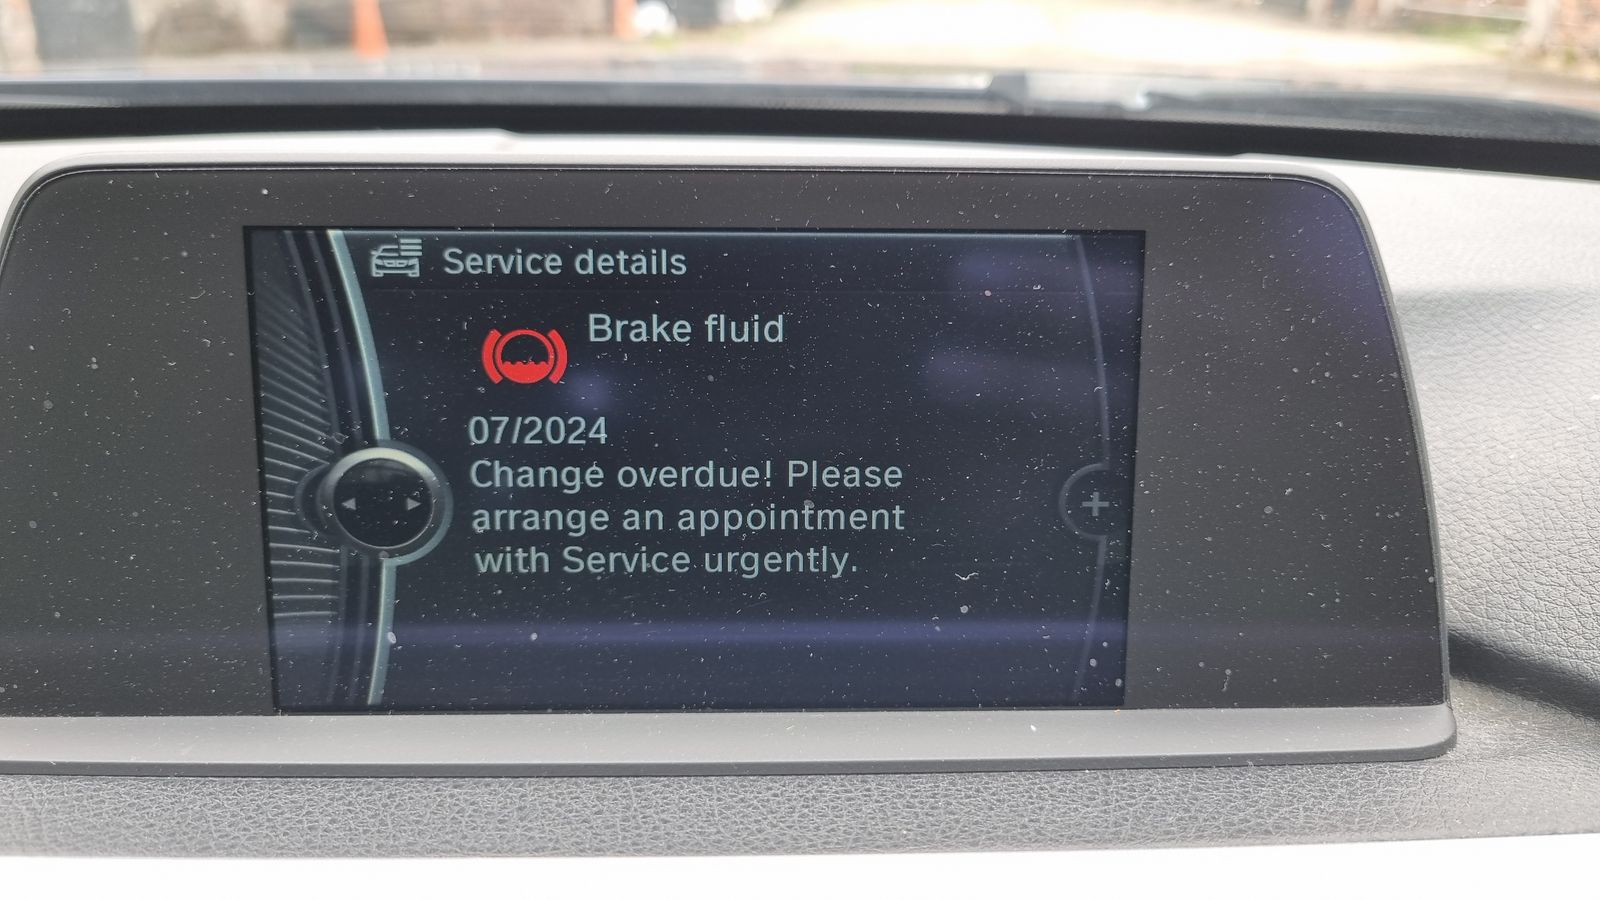 Service details
Brake fluid
07/2024
Change overdue! Please
arrange an appointment
with Service urgently.